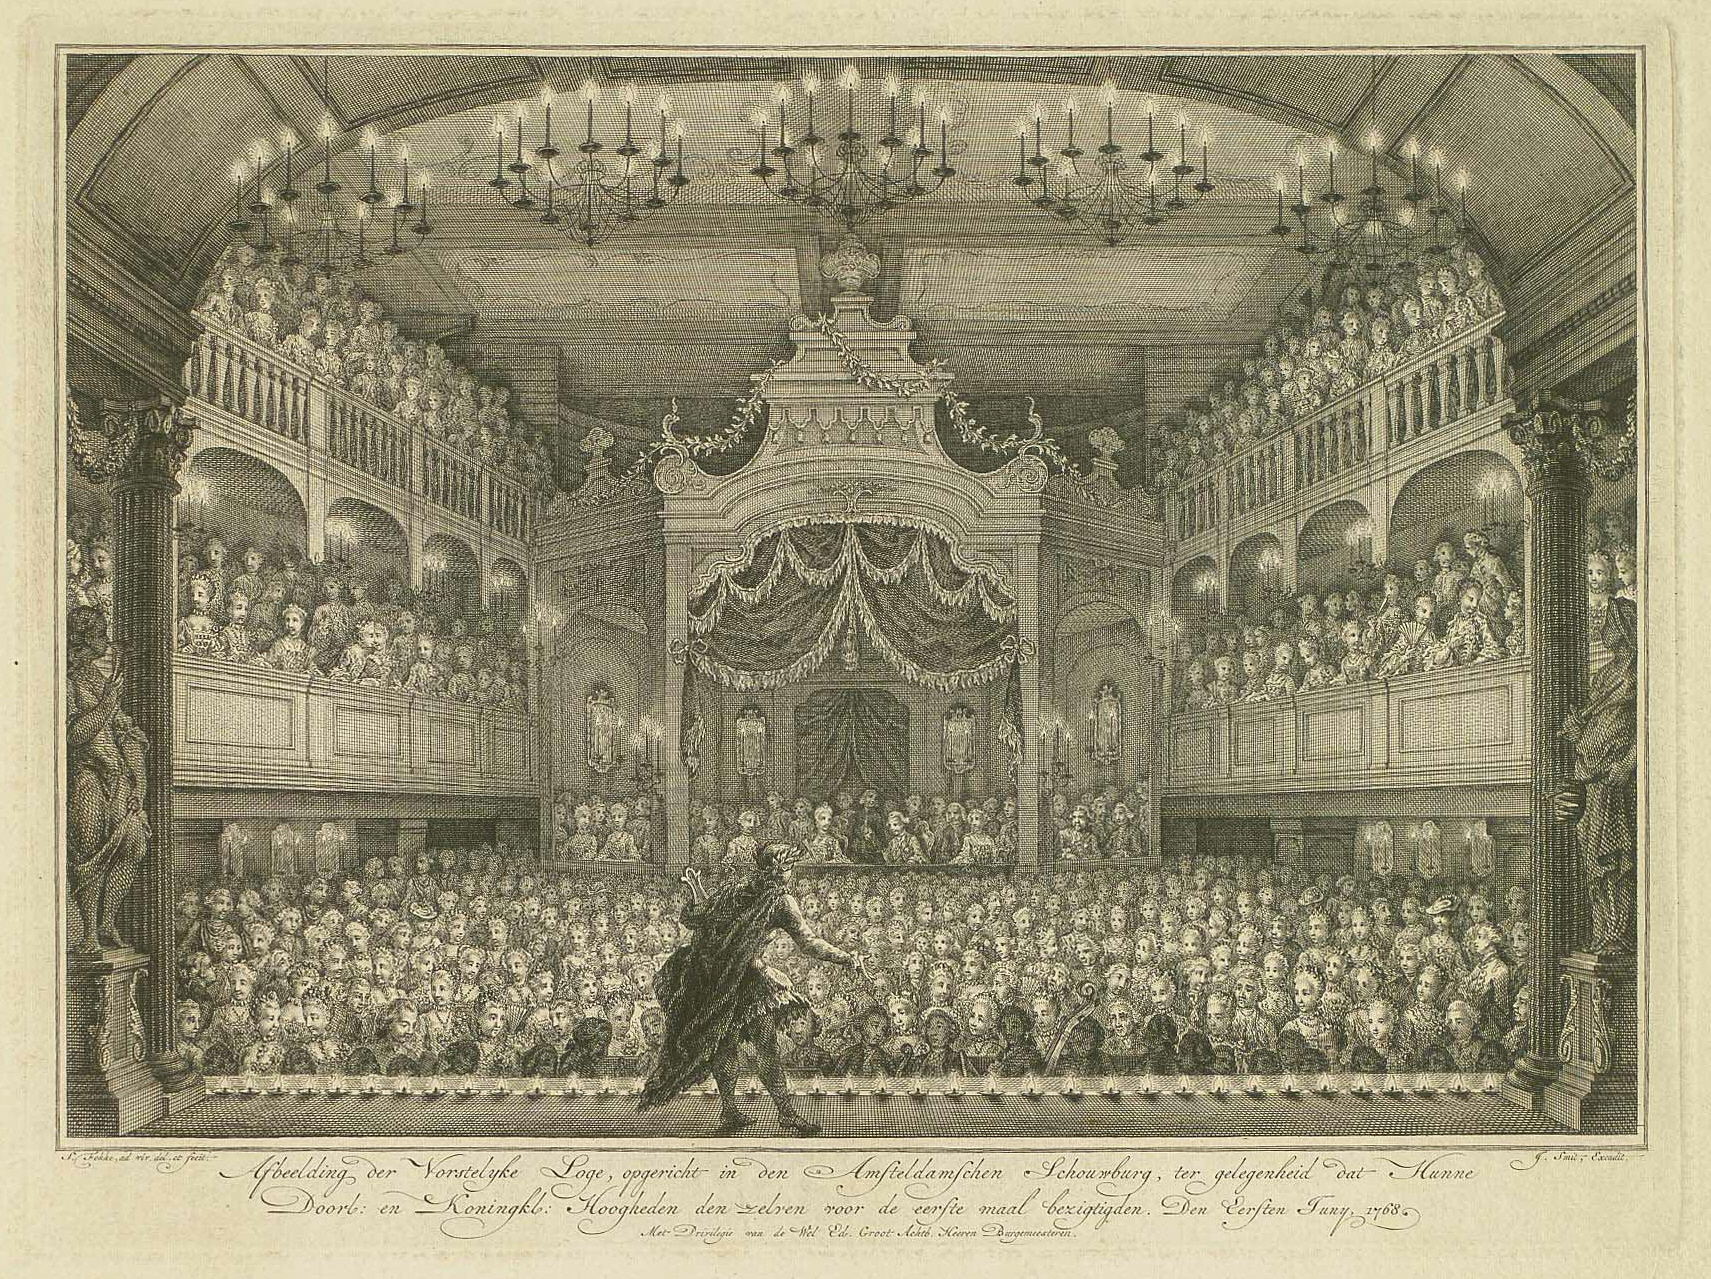 S. Fokke, ad viv. del. et fecit.
J. Smit, Excudit.
Afbeelding der Vorstelyke Loge, opgericht in den Amsteldamschen Schouwburg, ter gelegenheid dat Hunne
Doorl: en Koninglk: Hoogheden den zelven voor de eerste maal bezigtigden. Den Eersten Juny, 1768.
Met Privilegie van de Wel Ed. Groot Achtb. Heeren Burgemeesteren.